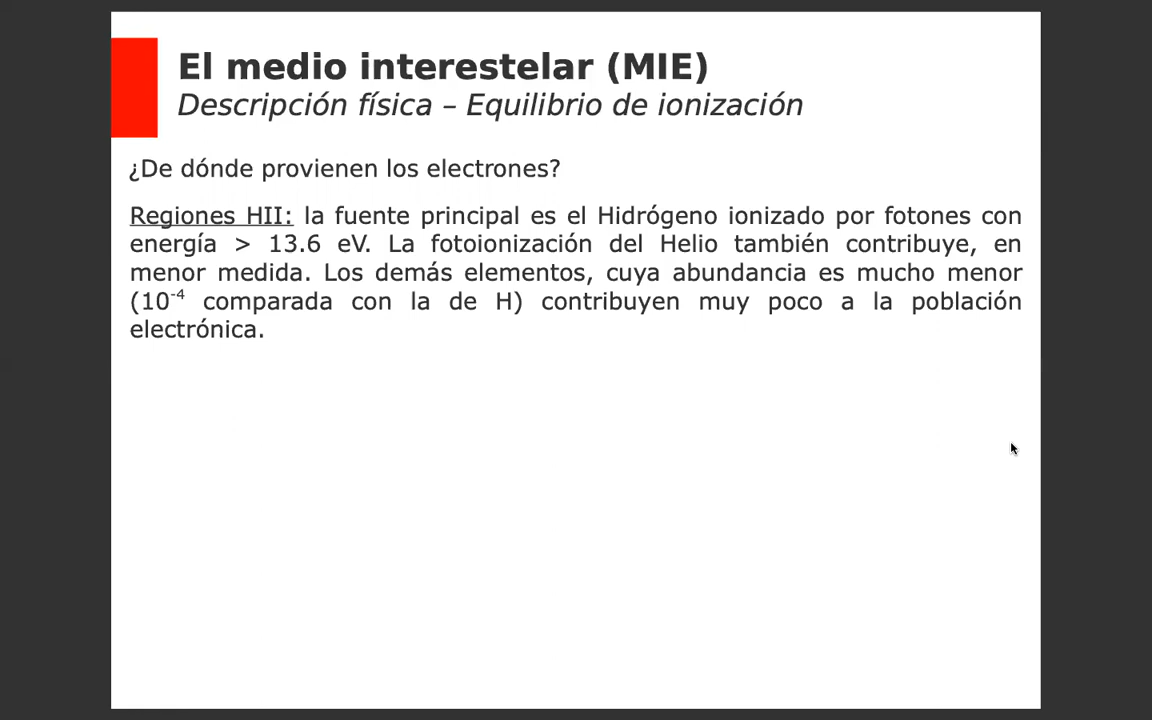 El medio interestelar (MIE)
Descripción física – Equilibrio de ionización
¿De dónde provienen los electrones?
Regiones HII: la fuente principal es el Hidrógeno ionizado por fotones con
energía > 13.6 eV. La fotoionización del Helio también contribuye, en
menor medida. Los demás elementos, cuya abundancia es mucho menor
(10⁻⁴ comparada con la de H) contribuyen muy poco a la población
electrónica.